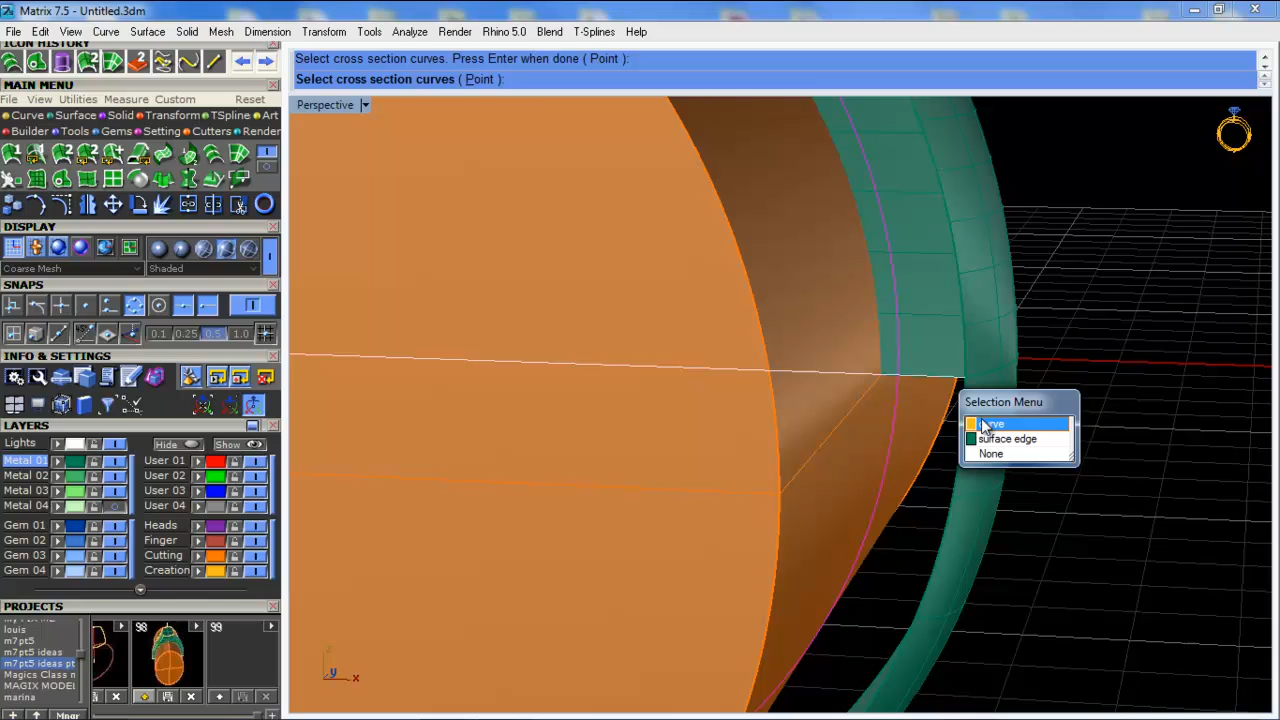 Matrix 7.5 - Untitled.3dm
File Edit View Curve Surface Solid Mesh Dimension Transform Tools Analyze Render Rhino 5.0 Blend T-Splines Help
ICON HISTORY
Select cross section curves. Press Enter when done ( Point ):
Select cross section curves ( Point ):
MAIN MENU
File View Utilities Measure Custom Reset
Curve Surface Solid Transform TSpline Art
Builder Tools Gems Setting Cutters Render
Perspective
DISPLAY
Coarse Mesh Shaded
SNAPS
0.1 0.25 0.5 1.0
INFO & SETTINGS
LAYERS
Lights Hide Show
Metal 01 User 01
Metal 02 User 02
Metal 03 User 03
Metal 04 User 04
Gem 01 Heads
Gem 02 Finger
Gem 03 Cutting
Gem 04 Creation
Selection Menu
surface edge
None
PROJECTS
louis
m7pt5
m7pt5 ideas
m7pt5 ideas pt
Magics Class n
MAGIX MODEL
marina
Mngr
z
y
x